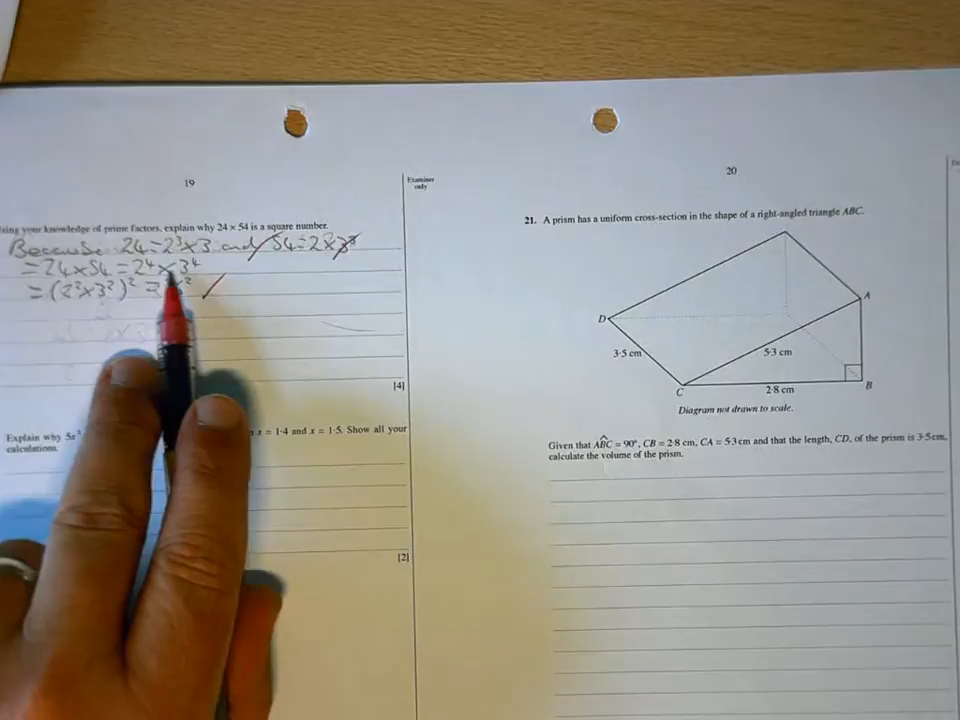 19
Examiner
only
sing your knowledge of prime factors, explain why 24 × 54 is a square number.
Because 24=2³×3 and 54=2×3³
=24×54=2⁴×3⁴
=(2²×3²)²
[4]
Explain why 5x
x = 1·4 and x = 1·5. Show all your
calculations.
[2]
20
21. A prism has a uniform cross-section in the shape of a right-angled triangle ABC.
A
D
3·5 cm
5·3 cm
C
2·8 cm
B
Diagram not drawn to scale.
Given that AB̂C = 90°, CB = 2·8 cm, CA = 5·3 cm and that the length, CD, of the prism is 3·5 cm,
calculate the volume of the prism.